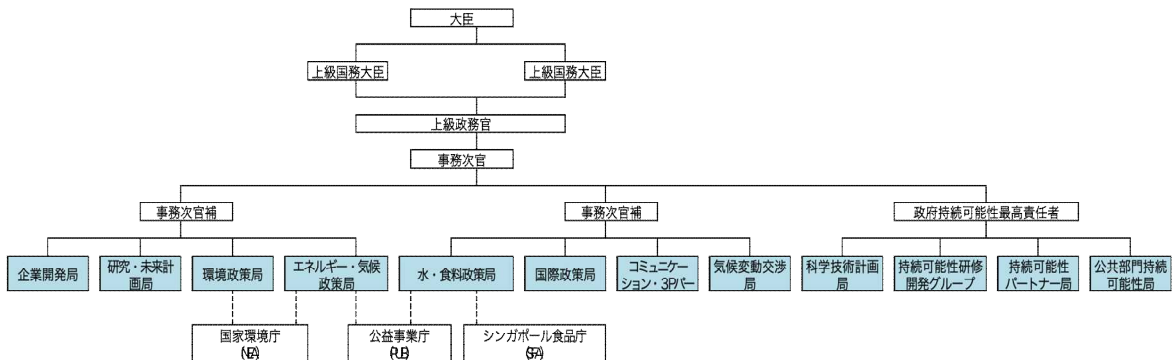 大臣
上級国務大臣
上級国務大臣
上級政務官
事務次官
事務次官補
事務次官補
政府持続可能性最高責任者
企業開発局
研究・未来計
画局
環境政策局
エネルギー・気候
政策局
水・食料政策局
国際政策局
コミュニケー
ション・3Pパー
気候変動交渉
局
科学技術計画
局
持続可能性研修
開発グループ
持続可能性
パートナー局
公共部門持続
可能性局
国家環境庁
(NEA)
公益事業庁
(PUB)
シンガポール食品庁
(SFA)